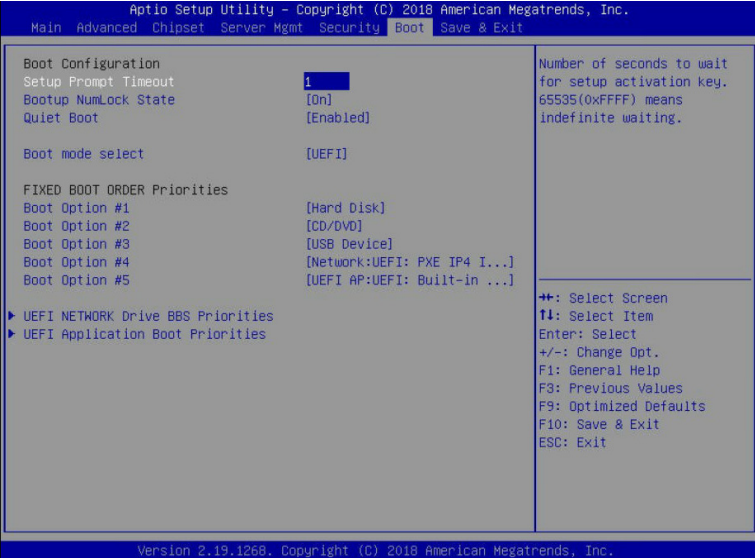 Aptio Setup Utility – Copyright (C) 2018 American Megatrends, Inc.
Main Advanced Chipset Server Mgmt Security Boot Save & Exit
Boot Configuration
Setup Prompt Timeout 1
Bootup NumLock State [On]
Quiet Boot [Enabled]
Boot mode select [UEFI]
FIXED BOOT ORDER Priorities
Boot Option #1 [Hard Disk]
Boot Option #2 [CD/DVD]
Boot Option #3 [USB Device]
Boot Option #4 [Network:UEFI: PXE IP4 I...]
Boot Option #5 [UEFI AP:UEFI: Built-in ...]
▶ UEFI NETWORK Drive BBS Priorities
▶ UEFI Application Boot Priorities
Number of seconds to wait
for setup activation key.
65535(0xFFFF) means
indefinite waiting.
→←: Select Screen
↑↓: Select Item
Enter: Select
+/-: Change Opt.
F1: General Help
F3: Previous Values
F9: Optimized Defaults
F10: Save & Exit
ESC: Exit
Version 2.19.1268. Copyright (C) 2018 American Megatrends, Inc.